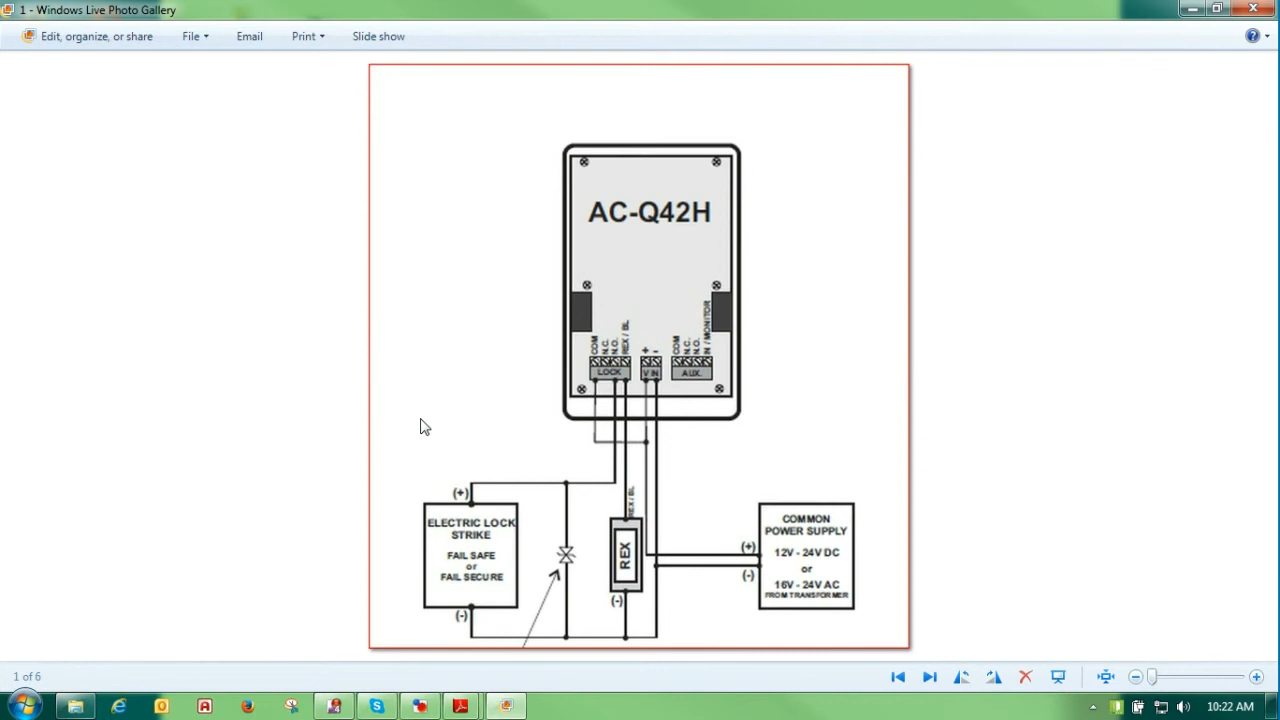 1 - Windows Live Photo Gallery
Edit, organize, or share
File
Email
Print
Slide show
AC-Q42H
COM
N.C.
N.O.
REX / BL
+
-
COM
N.C.
N.O.
IN / MONITOR
LOCK
V IN
AUX.
REX / BL
(+)
ELECTRIC LOCK
STRIKE
FAIL SAFE
or
FAIL SECURE
(-)
REX
(-)
(+)
(-)
COMMON
POWER SUPPLY
12V - 24V DC
or
16V - 24V AC
FROM TRANSFORMER
1 of 6
10:22 AM